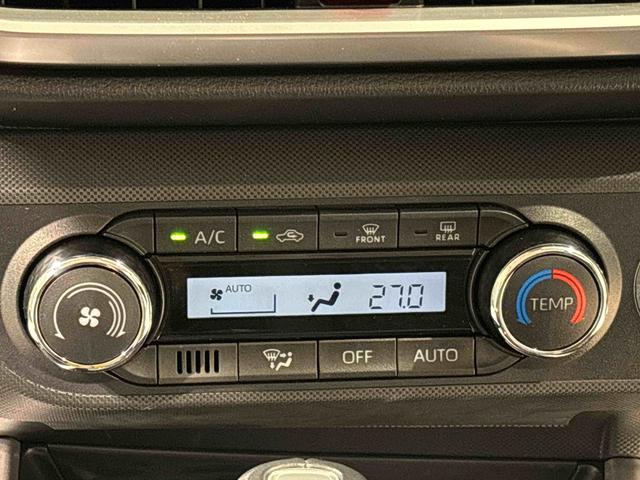 A/C
FRONT
REAR
AUTO
27.0
TEMP
OFF
AUTO